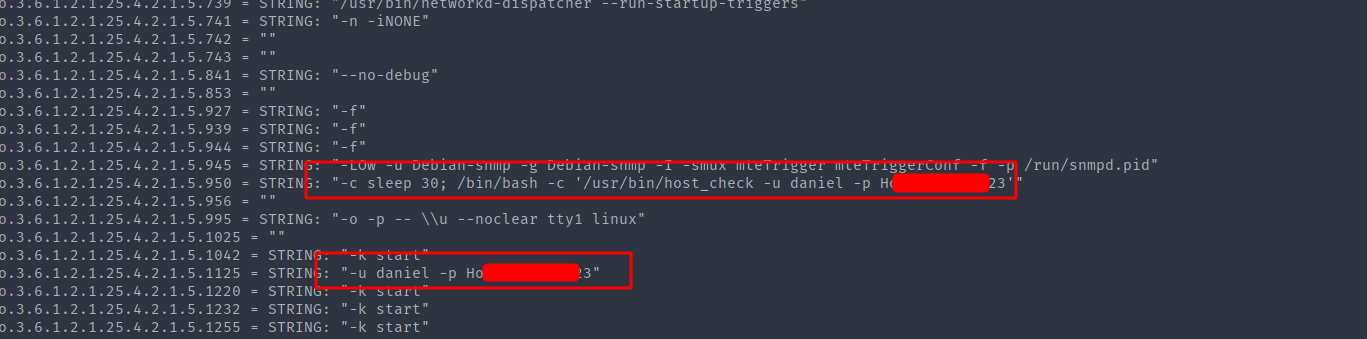 o.3.6.1.2.1.25.4.2.1.5.739 = STRING: "/usr/bin/networkd-dispatcher --run-startup-triggers"
o.3.6.1.2.1.25.4.2.1.5.741 = STRING: "-n -iNONE"
o.3.6.1.2.1.25.4.2.1.5.742 = ""
o.3.6.1.2.1.25.4.2.1.5.743 = ""
o.3.6.1.2.1.25.4.2.1.5.841 = STRING: "--no-debug"
o.3.6.1.2.1.25.4.2.1.5.853 = ""
o.3.6.1.2.1.25.4.2.1.5.927 = STRING: "-f"
o.3.6.1.2.1.25.4.2.1.5.939 = STRING: "-f"
o.3.6.1.2.1.25.4.2.1.5.944 = STRING: "-f"
o.3.6.1.2.1.25.4.2.1.5.945 = STRING: "-LOw -u Debian-snmp -g Debian-snmp -I -smux mteTrigger mteTriggerConf -f -p /run/snmpd.pid"
o.3.6.1.2.1.25.4.2.1.5.950 = STRING: "-c sleep 30; /bin/bash -c '/usr/bin/host_check -u daniel -p Ho 23'"
o.3.6.1.2.1.25.4.2.1.5.956 = ""
o.3.6.1.2.1.25.4.2.1.5.995 = STRING: "-o -p -- \\u --noclear tty1 linux"
o.3.6.1.2.1.25.4.2.1.5.1025 = ""
o.3.6.1.2.1.25.4.2.1.5.1042 = STRING: "-k start"
o.3.6.1.2.1.25.4.2.1.5.1125 = STRING: "-u daniel -p Ho 23"
o.3.6.1.2.1.25.4.2.1.5.1220 = STRING: "-k start"
o.3.6.1.2.1.25.4.2.1.5.1232 = STRING: "-k start"
o.3.6.1.2.1.25.4.2.1.5.1255 = STRING: "-k start"